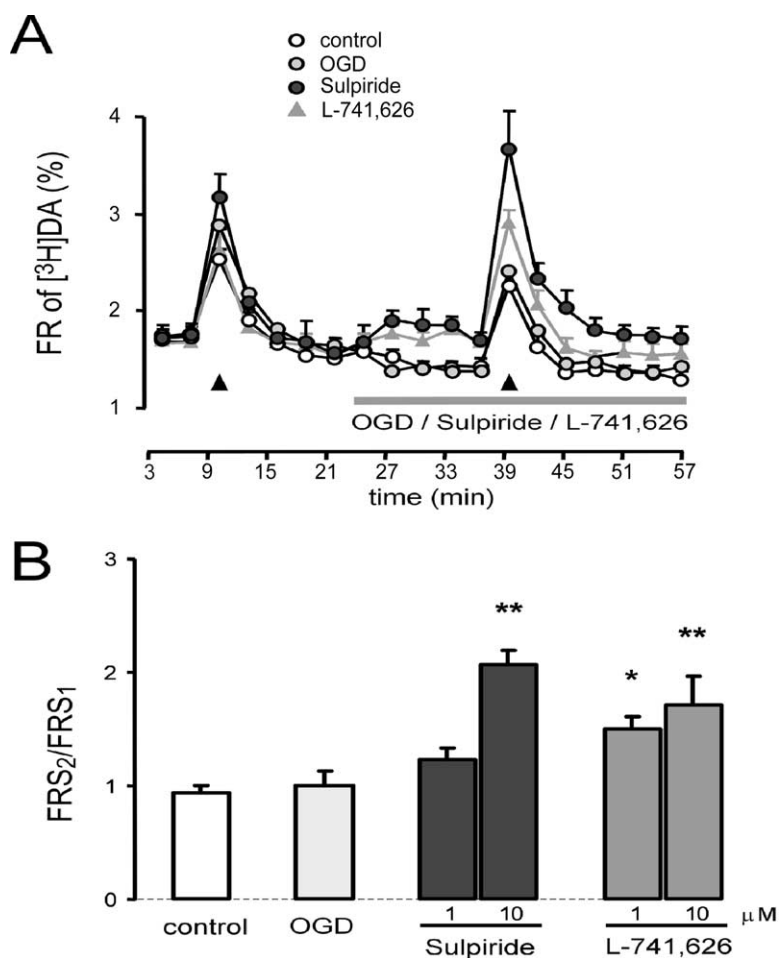 A
control
OGD
Sulpiride
L-741,626
FR of [³H]DA (%)
4
3
2
1
OGD / Sulpiride / L-741,626
3 9 15 21 27 33 39 45 51 57
time (min)
B
FRS₂/FRS₁
3
2
1
0
** * **
1 10 1 10 μM
control OGD Sulpiride L-741,626